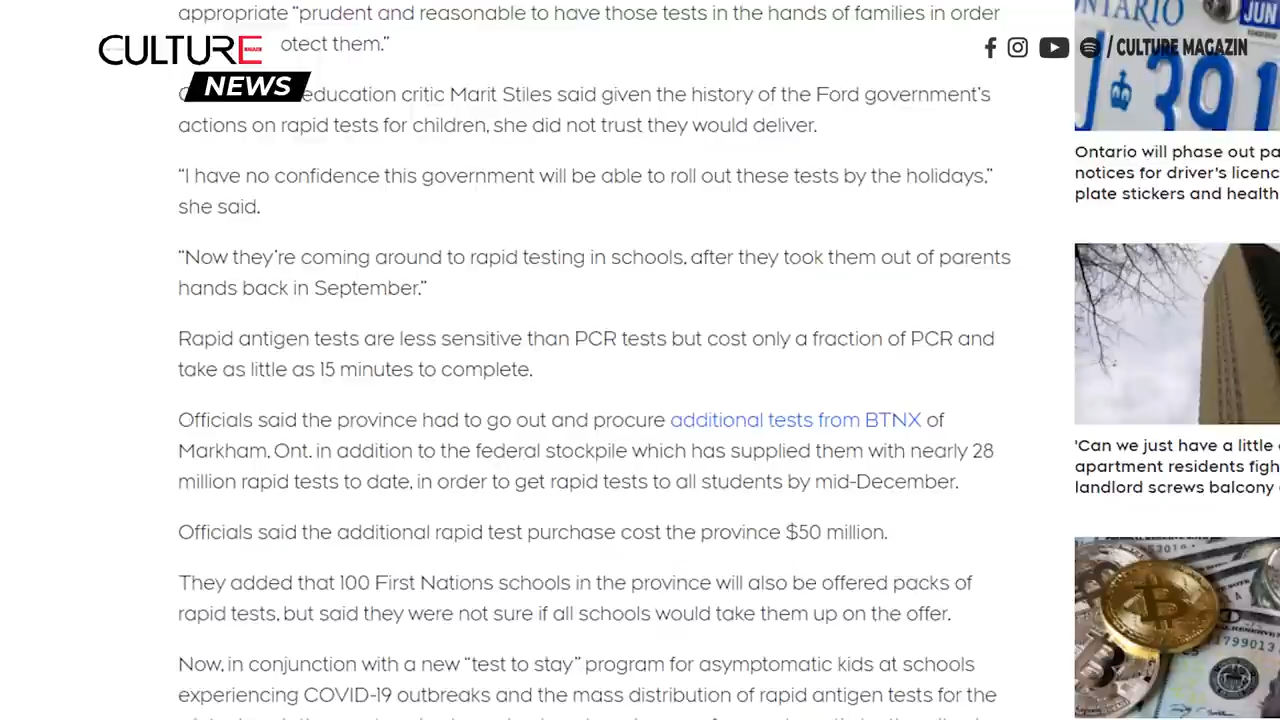 appropriate “prudent and reasonable to have those tests in the hands of families in order
otect them.”
CULTURE
NEWS
/ CULTURE MAGAZIN
education critic Marit Stiles said given the history of the Ford government’s
actions on rapid tests for children, she did not trust they would deliver.
“I have no confidence this government will be able to roll out these tests by the holidays,”
she said.
“Now they’re coming around to rapid testing in schools, after they took them out of parents
hands back in September.”
Rapid antigen tests are less sensitive than PCR tests but cost only a fraction of PCR and
take as little as 15 minutes to complete.
Officials said the province had to go out and procure additional tests from BTNX of
Markham, Ont. in addition to the federal stockpile which has supplied them with nearly 28
million rapid tests to date, in order to get rapid tests to all students by mid-December.
Officials said the additional rapid test purchase cost the province $50 million.
They added that 100 First Nations schools in the province will also be offered packs of
rapid tests, but said they were not sure if all schools would take them up on the offer.
Now, in conjunction with a new “test to stay” program for asymptomatic kids at schools
experiencing COVID-19 outbreaks and the mass distribution of rapid antigen tests for the
ONTARIO
JUN
391
Ontario will phase out pa
notices for driver’s licenc
plate stickers and health
'Can we just have a little
apartment residents figh
landlord screws balcony